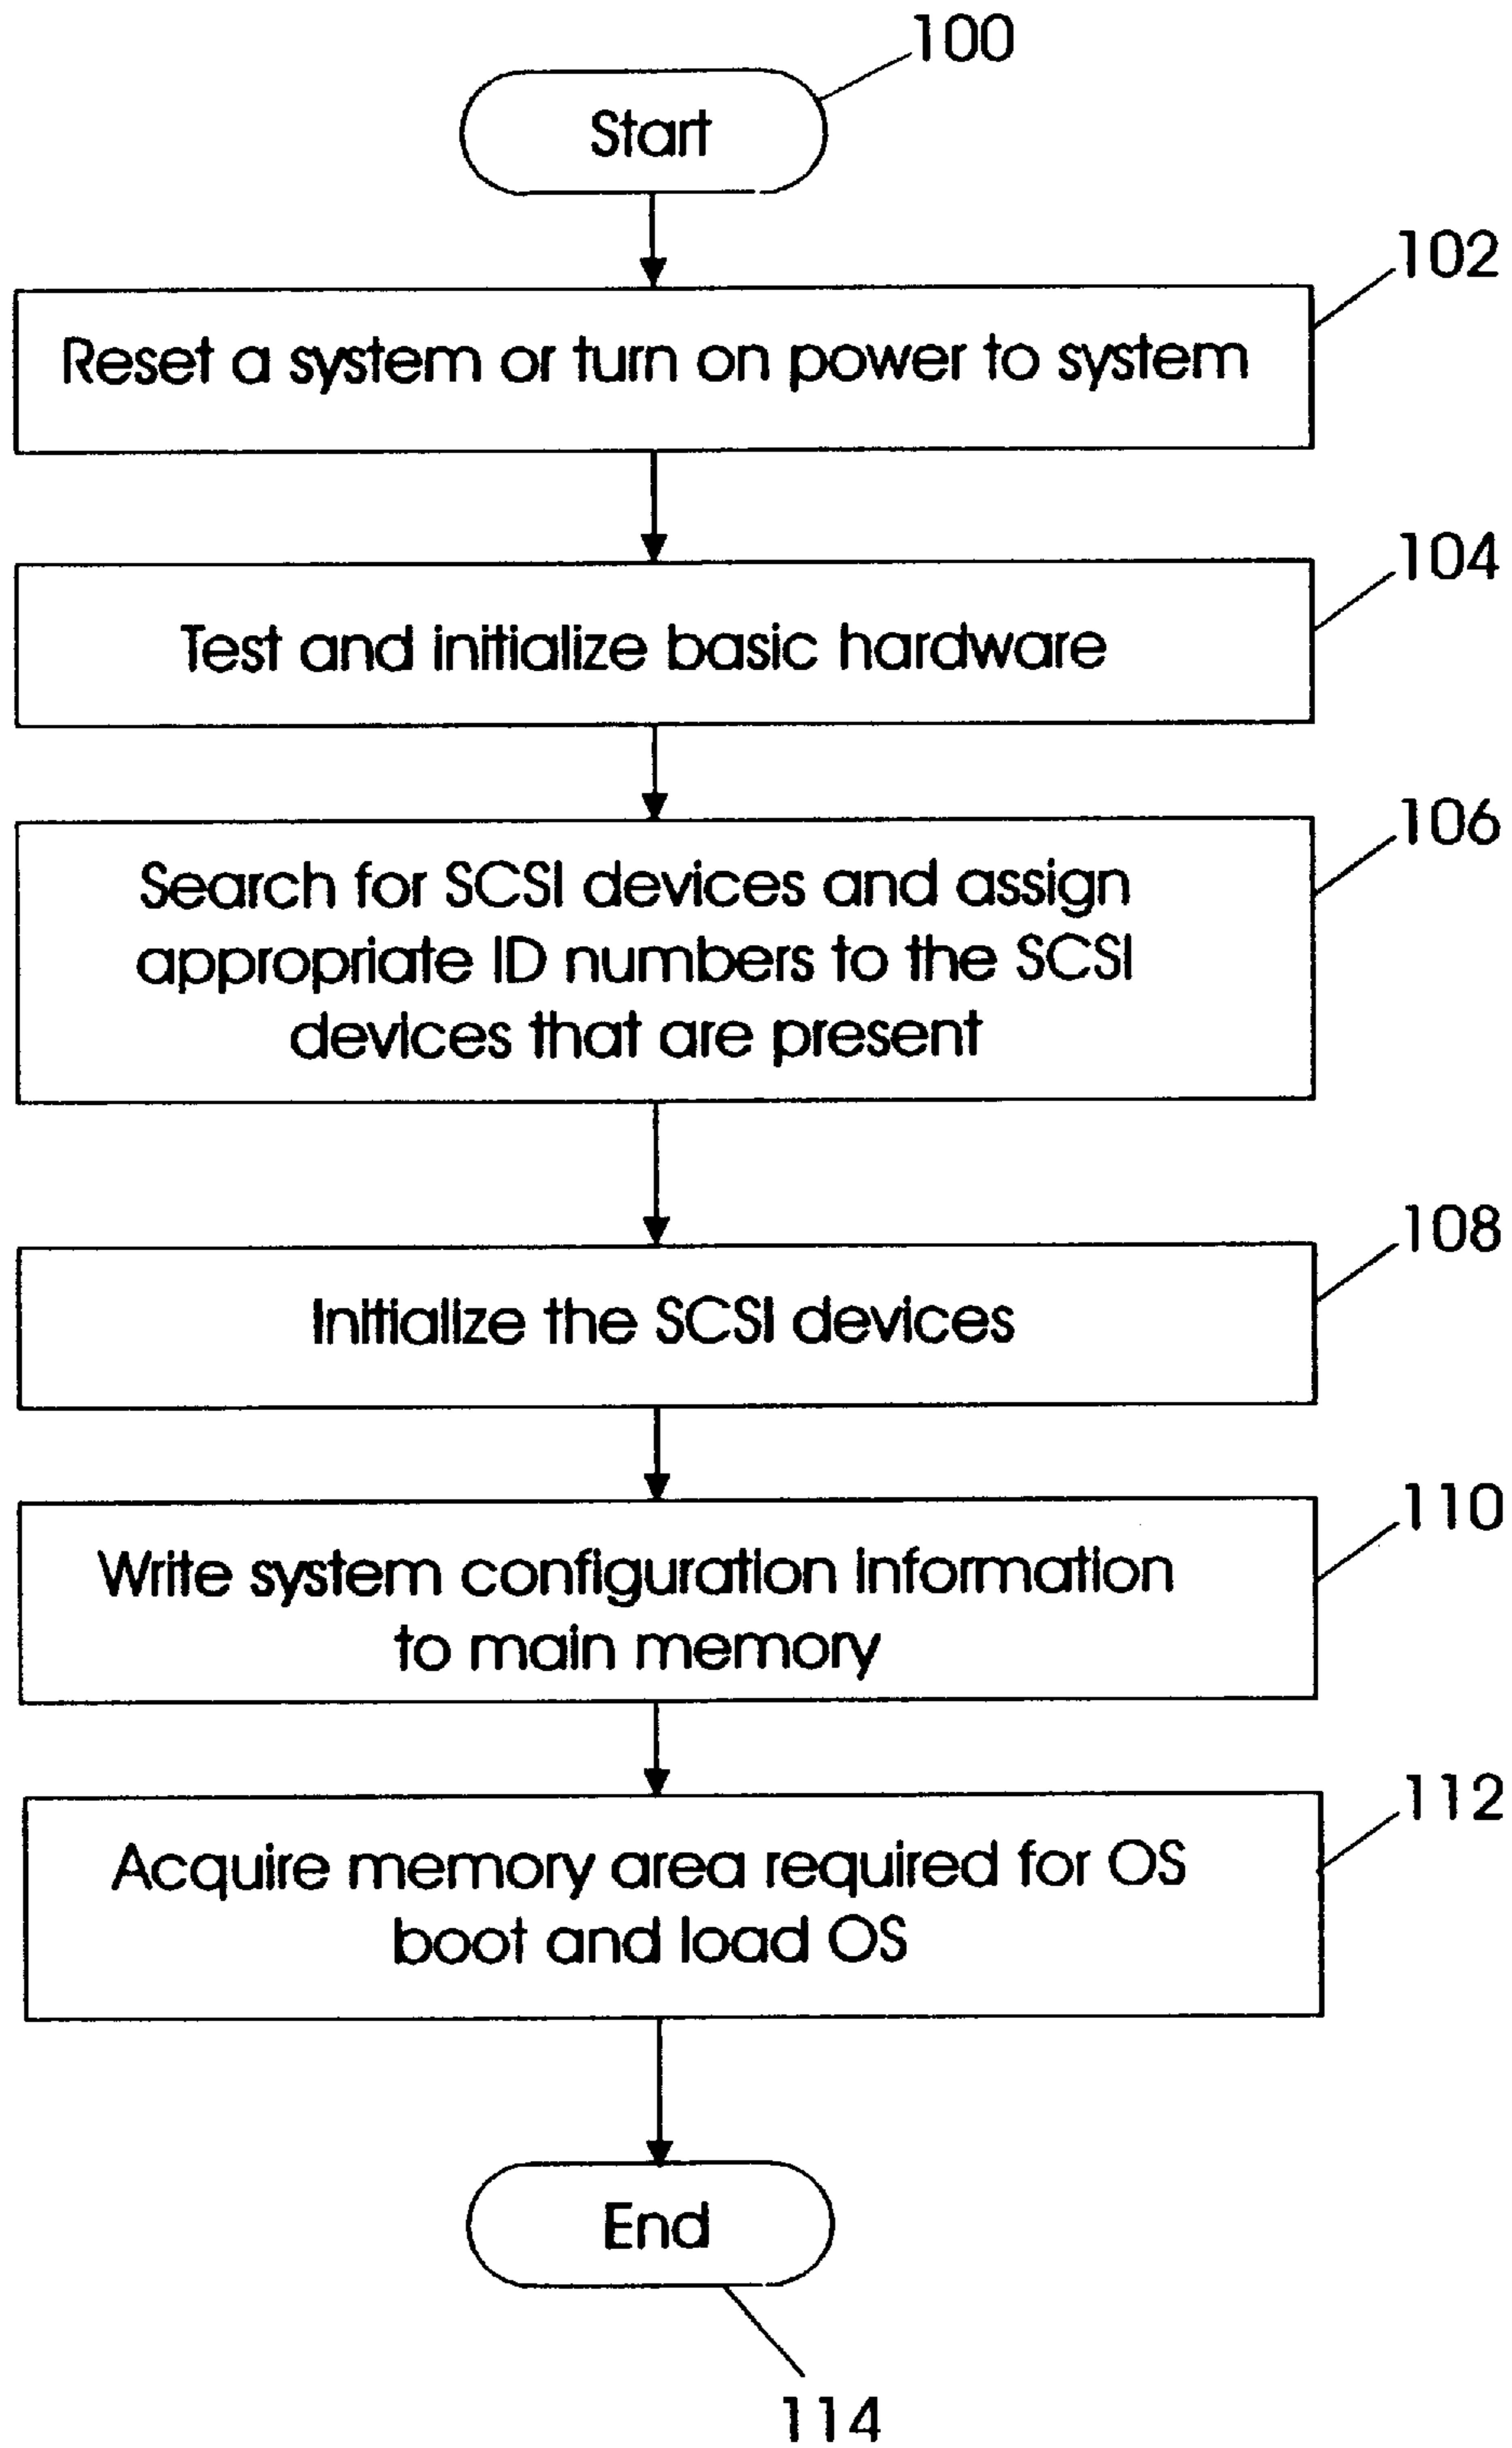 100
Start
102
Reset a system or turn on power to system
104
Test and initialize basic hardware
106
Search for SCSI devices and assign
appropriate ID numbers to the SCSI
devices that are present
108
Initialize the SCSI devices
110
Write system configuration information
to main memory
112
Acquire memory area required for OS
boot and load OS
End
114